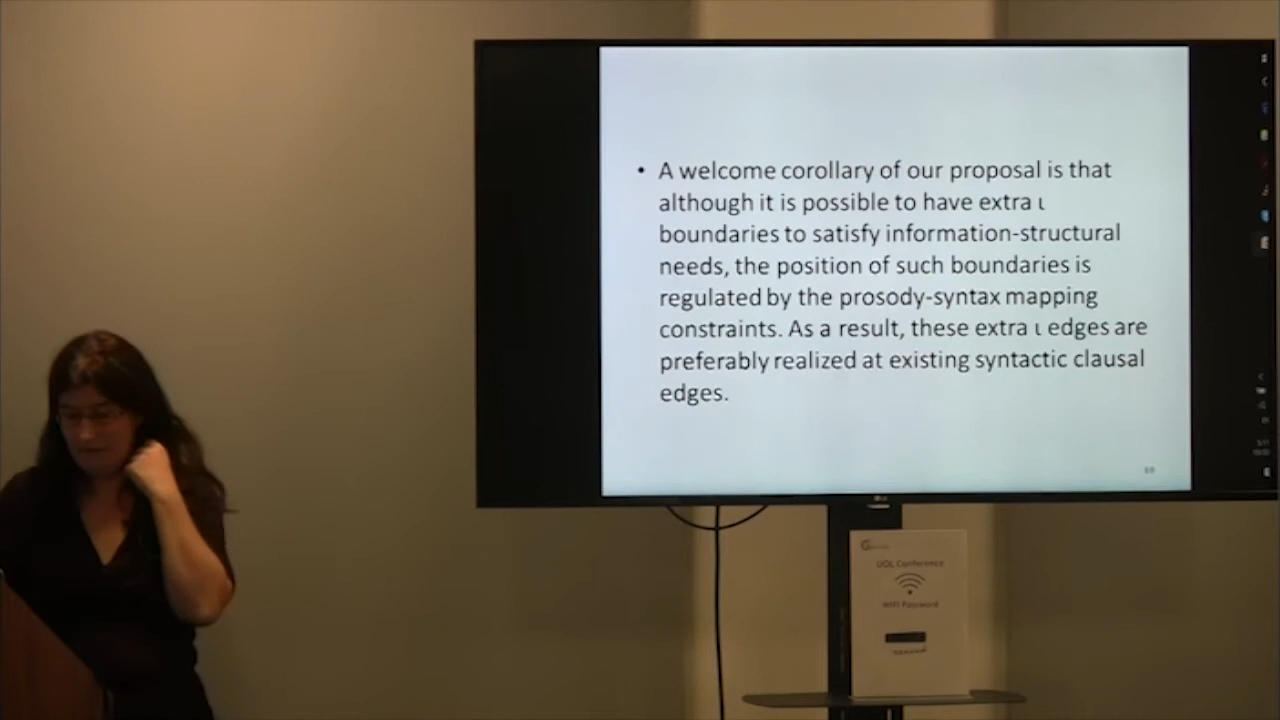 • A welcome corollary of our proposal is that
although it is possible to have extra ι
boundaries to satisfy information-structural
needs, the position of such boundaries is
regulated by the prosody-syntax mapping
constraints. As a result, these extra ι edges are
preferably realized at existing syntactic clausal
edges.
LG
UOL Conference
WIFI Password